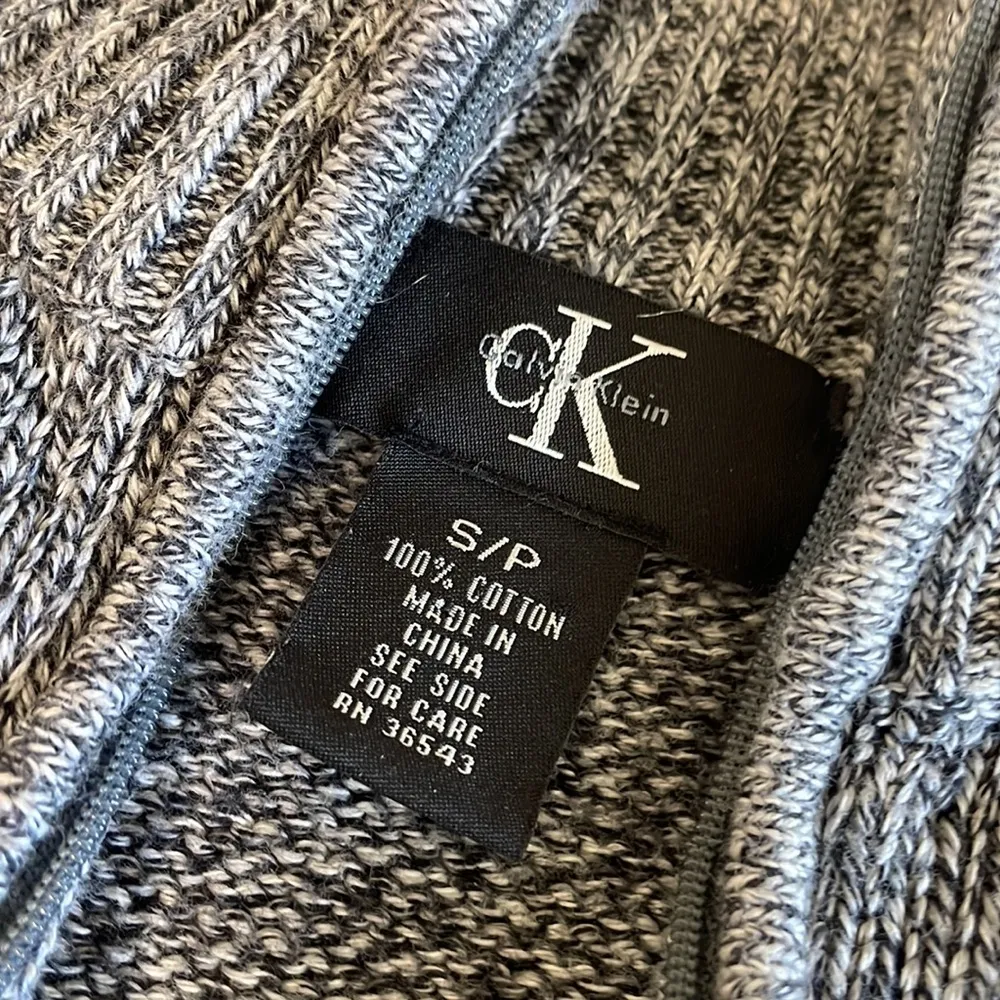 CK
Calvin Klein
S/P
100% COTTON
MADE IN
CHINA
SEE SIDE
FOR CARE
RN 36543